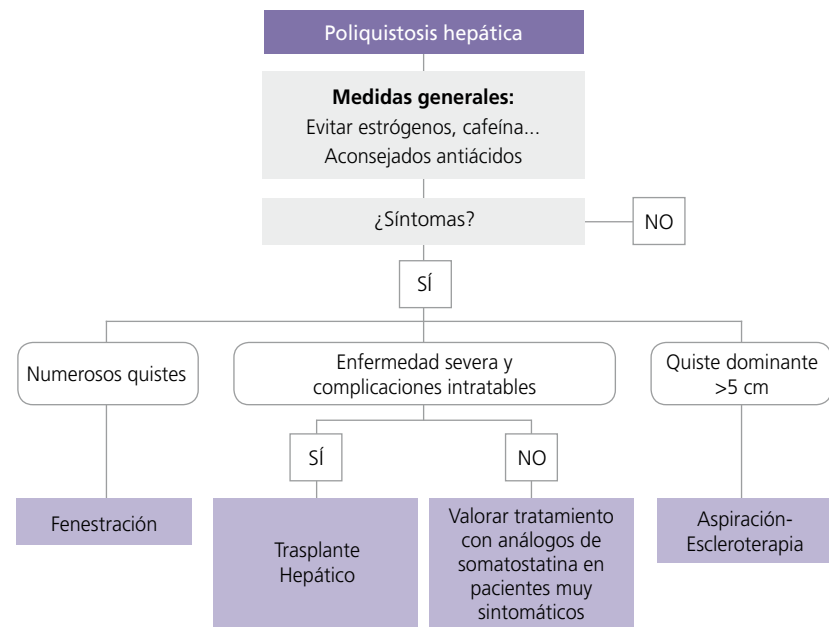 Poliquistosis hepática
Medidas generales:
Evitar estrógenos, cafeína...
Aconsejados antiácidos
¿Síntomas?
NO
SÍ
Numerosos quistes
Enfermedad severa y
complicaciones intratables
Quiste dominante
>5 cm
SÍ
NO
Fenestración
Trasplante
Hepático
Valorar tratamiento
con análogos de
somatostatina en
pacientes muy
sintomáticos
Aspiración-
Escleroterapia